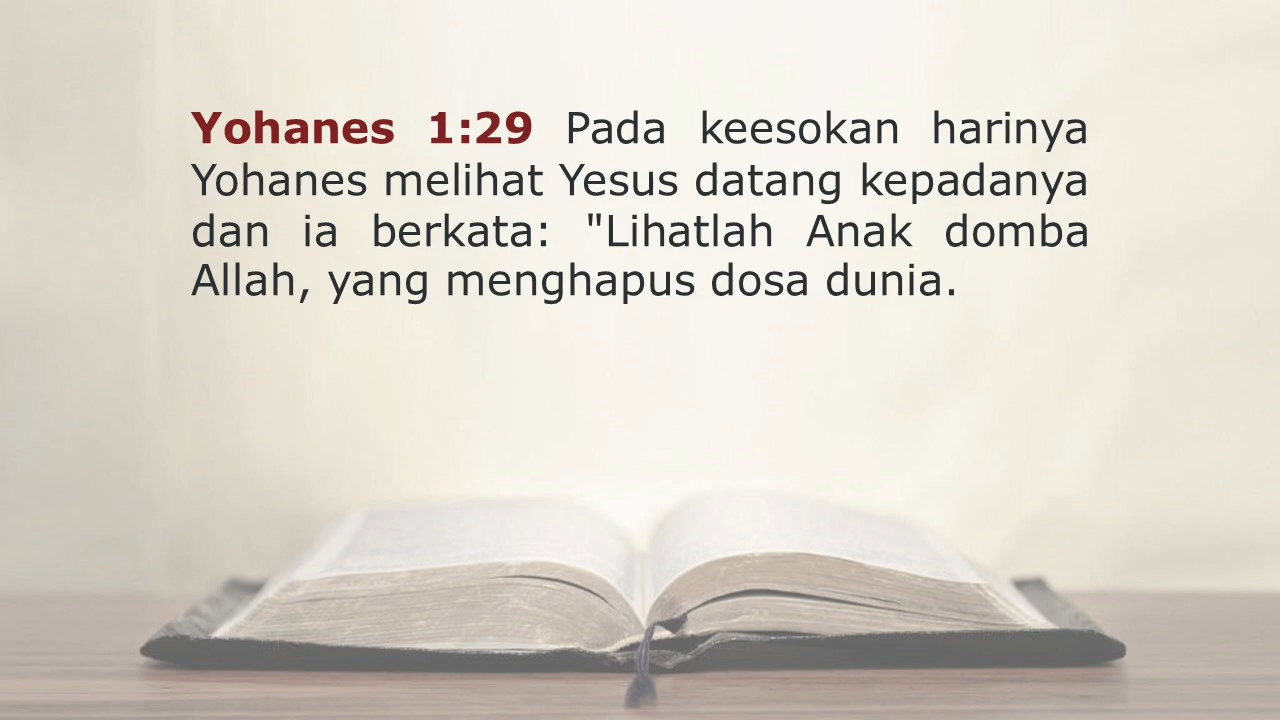 Yohanes 1:29 Pada keesokan harinya
Yohanes melihat Yesus datang kepadanya
dan ia berkata: "Lihatlah Anak domba
Allah, yang menghapus dosa dunia.